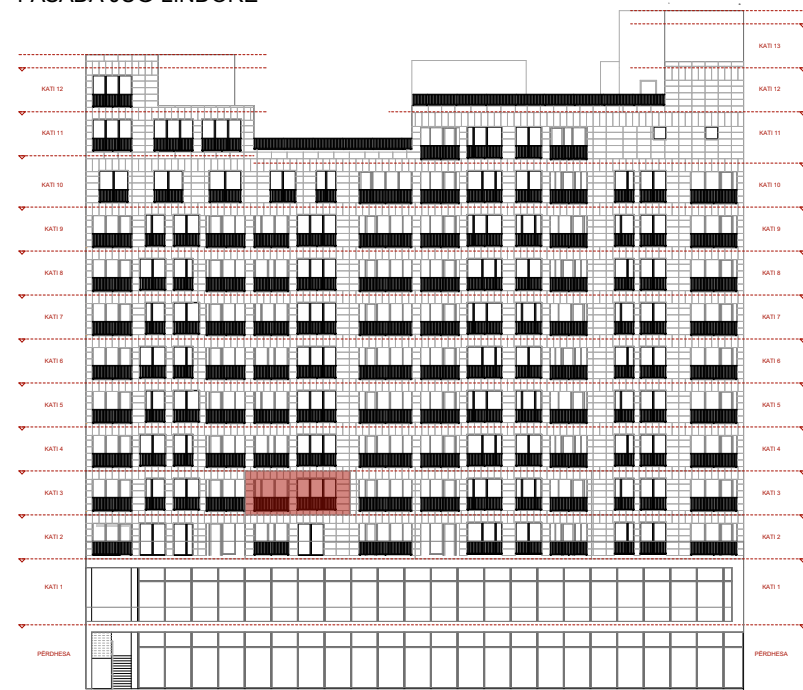 FASADA JUG-LINDORE
KATI 13
KATI 12
KATI 12
KATI 11
KATI 11
KATI 10
KATI 10
KATI 9
KATI 9
KATI 8
KATI 8
KATI 7
KATI 7
KATI 6
KATI 6
KATI 5
KATI 5
KATI 4
KATI 4
KATI 3
KATI 3
KATI 2
KATI 2
KATI 1
KATI 1
PËRDHESA
PËRDHESA